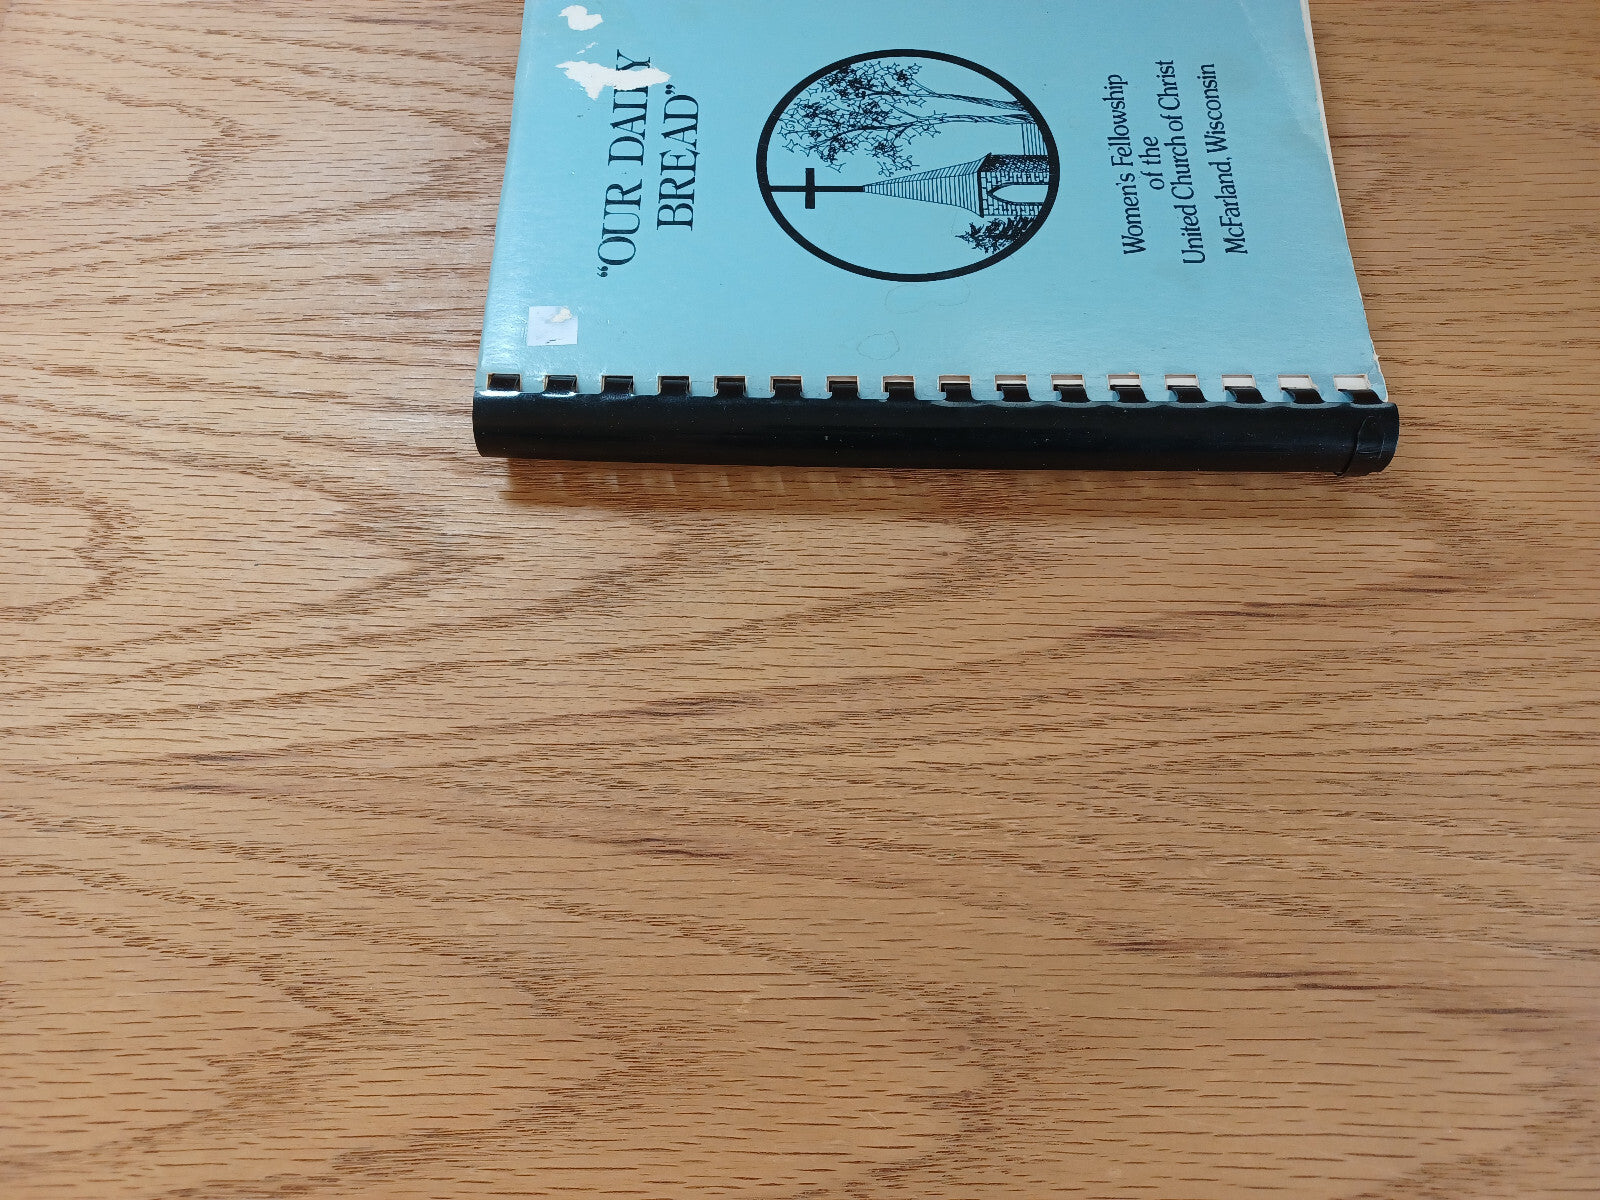 “OUR DAILY
BREAD”
Women's Fellowship
of the
United Church of Christ
McFarland, Wisconsin